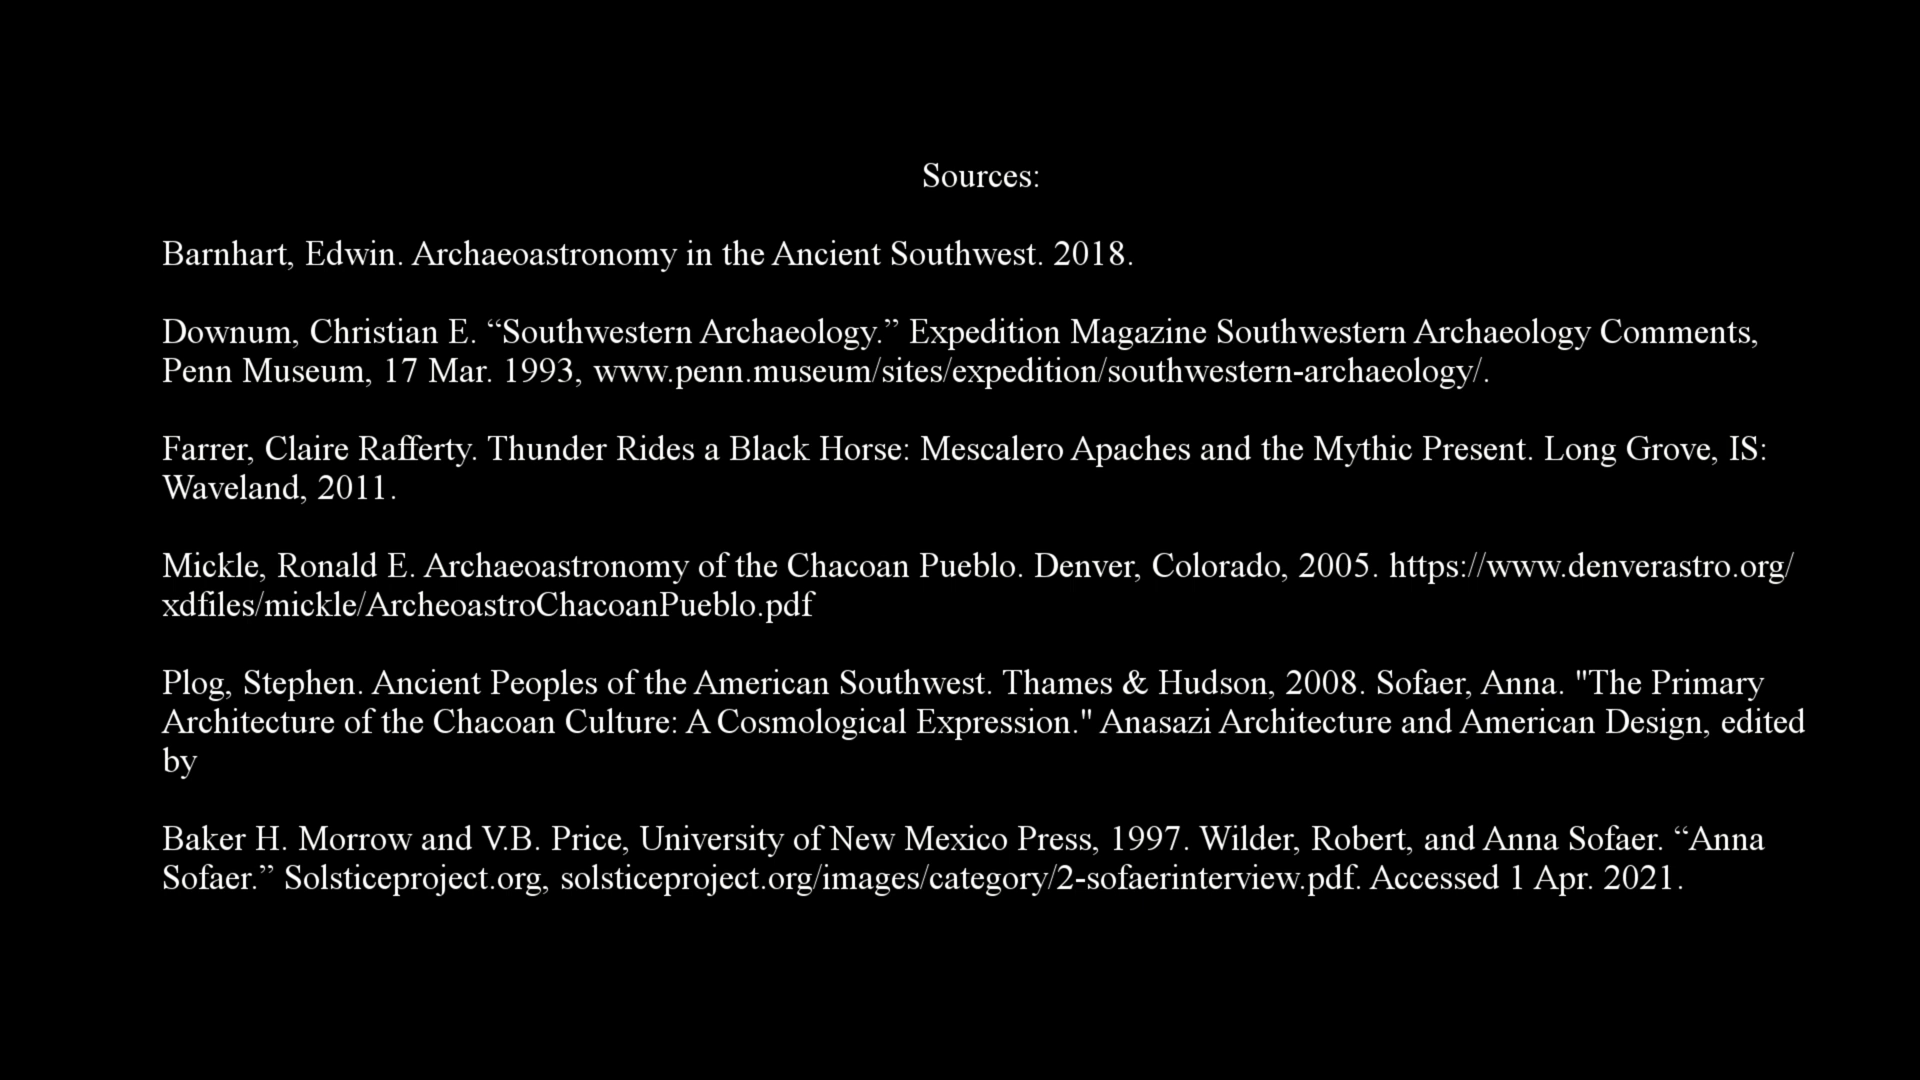 Sources:
Barnhart, Edwin. Archaeoastronomy in the Ancient Southwest. 2018.
Downum, Christian E. “Southwestern Archaeology.” Expedition Magazine Southwestern Archaeology Comments,
Penn Museum, 17 Mar. 1993, www.penn.museum/sites/expedition/southwestern-archaeology/.
Farrer, Claire Rafferty. Thunder Rides a Black Horse: Mescalero Apaches and the Mythic Present. Long Grove, IS:
Waveland, 2011.
Mickle, Ronald E. Archaeoastronomy of the Chacoan Pueblo. Denver, Colorado, 2005. https://www.denverastro.org/
xdfiles/mickle/ArcheoastroChacoanPueblo.pdf
Plog, Stephen. Ancient Peoples of the American Southwest. Thames & Hudson, 2008. Sofaer, Anna. "The Primary
Architecture of the Chacoan Culture: A Cosmological Expression." Anasazi Architecture and American Design, edited
by
Baker H. Morrow and V.B. Price, University of New Mexico Press, 1997. Wilder, Robert, and Anna Sofaer. “Anna
Sofaer.” Solsticeproject.org, solsticeproject.org/images/category/2-sofaerinterview.pdf. Accessed 1 Apr. 2021.